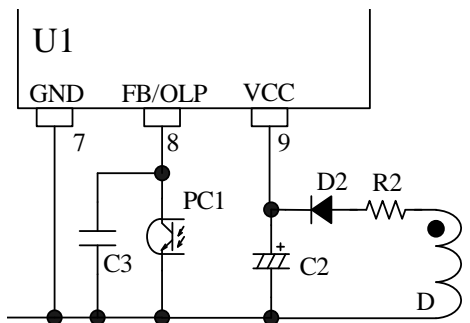 U1
GND FB/OLP VCC
7 8 9
D2 R2
PC1
C3 C2
D